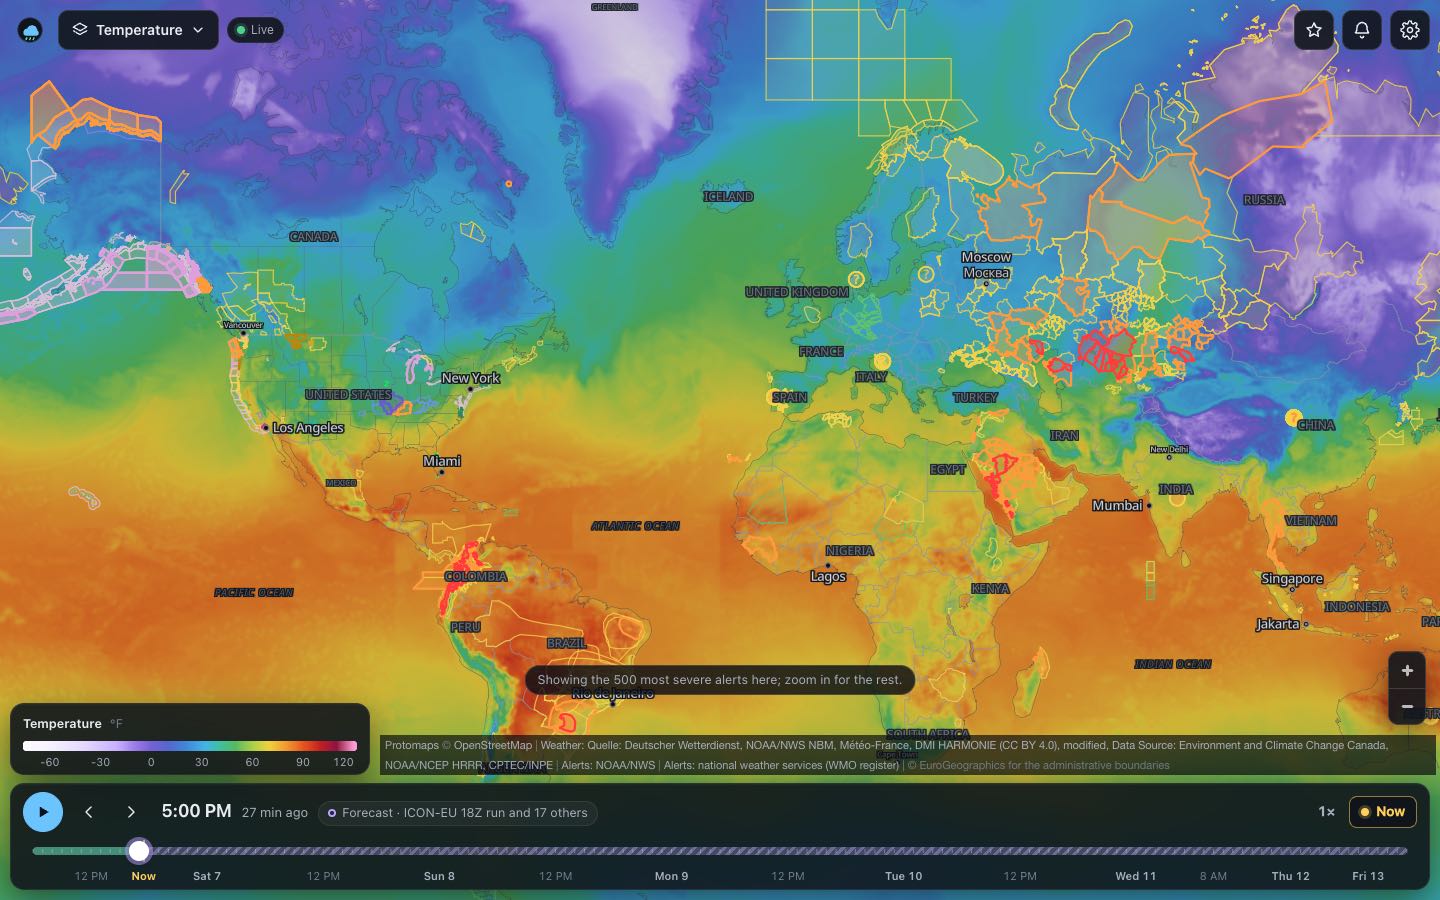 GREENLAND
Temperature
Live
ICELAND
RUSSIA
CANADA
Moscow
Москва
UNITED KINGDOM
Vancouver
FRANCE
ITALY
New York
UNITED STATES
SPAIN
TURKEY
CHINA
Los Angeles
IRAN
New Delhi
Miami
EGYPT
MEXICO
INDIA
Mumbai
ATLANTIC OCEAN
VIETNAM
NIGERIA
COLOMBIA
Lagos
Singapore
PACIFIC OCEAN
KENYA
INDONESIA
PERU
Jakarta
BRAZIL
INDIAN OCEAN
Showing the 500 most severe alerts here; zoom in for the rest.
Rio de Janeiro
SOUTH AFRICA
Cape Town
Temperature °F
-60 -30 0 30 60 90 120
Protomaps © OpenStreetMap | Weather: Quelle: Deutscher Wetterdienst, NOAA/NWS NBM, Météo-France, DMI HARMONIE (CC BY 4.0), modified, Data Source: Environment and Climate Change Canada,
NOAA/NCEP HRRR, CPTEC/INPE | Alerts: NOAA/NWS | Alerts: national weather services (WMO register) | © EuroGeographics for the administrative boundaries
5:00 PM 27 min ago Forecast · ICON-EU 18Z run and 17 others 1× Now
12 PM Now Sat 7 12 PM Sun 8 12 PM Mon 9 12 PM Tue 10 12 PM Wed 11 8 AM Thu 12 Fri 13